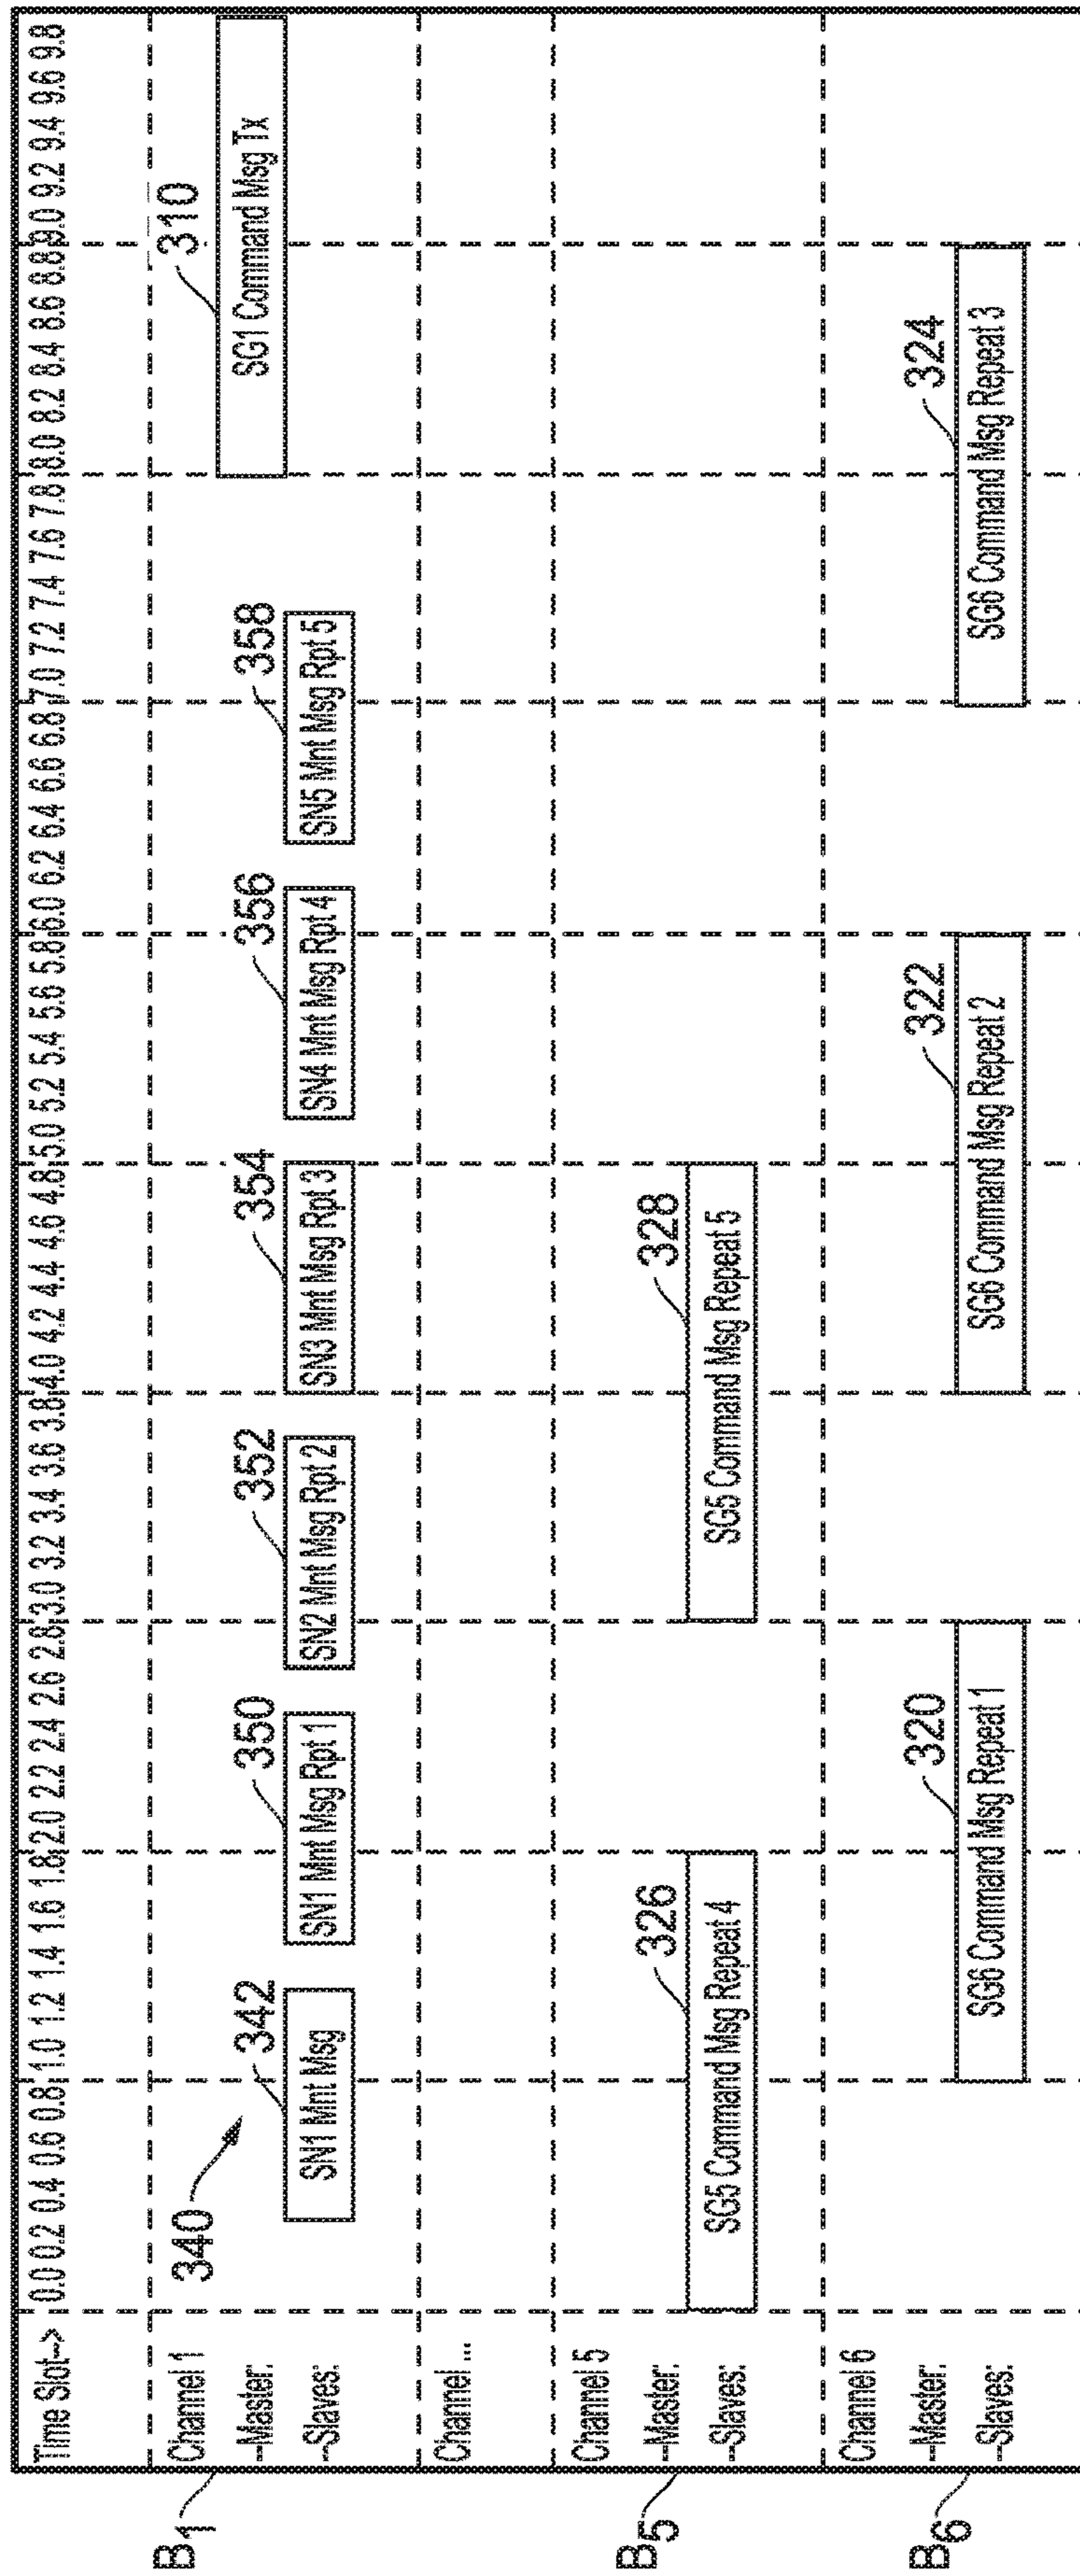 Time Slot--> 0.0 0.2 0.4 0.6 0.8 1.0 1.2 1.4 1.6 1.8 2.0 2.2 2.4 2.6 2.8 3.0 3.2 3.4 3.6 3.8 4.0 4.2 4.4 4.6 4.8 5.0 5.2 5.4 5.6 5.8 6.0 6.2 6.4 6.6 6.8 7.0 7.2 7.4 7.6 7.8 8.0 8.2 8.4 8.6 8.8 9.0 9.2 9.4 9.6 9.8
B1
Channel 1
340
310
--Master:
SG1 Command Msg Tx
342
350
352
354
356
358
--Slaves:
SN1 Mnt Msg
SN1 Mnt Msg Rpt 1
SN2 Mnt Msg Rpt 2
SN3 Mnt Msg Rpt 3
SN4 Mnt Msg Rpt 4
SN5 Mnt Msg Rpt 5
Channel ...
B5
Channel 5
--Master:
326
328
--Slaves:
SG5 Command Msg Repeat 4
SG5 Command Msg Repeat 5
B6
Channel 6
--Master:
320
322
324
--Slaves:
SG6 Command Msg Repeat 1
SG6 Command Msg Repeat 2
SG6 Command Msg Repeat 3